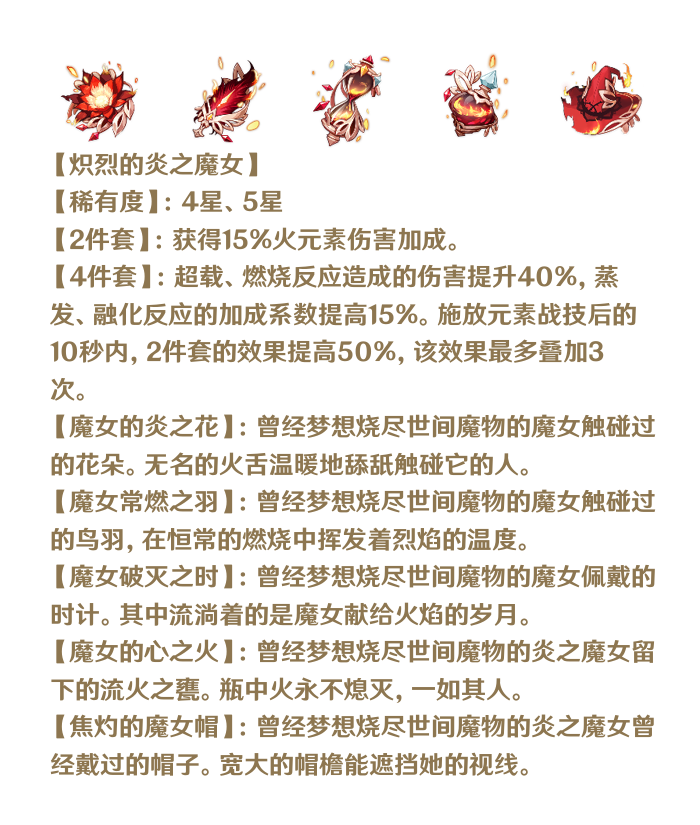 【炽烈的炎之魔女】
【稀有度】：4星、5星
【2件套】：获得15%火元素伤害加成。
【4件套】：超载、燃烧反应造成的伤害提升40%，蒸
发、融化反应的加成系数提高15%。施放元素战技后的
10秒内，2件套的效果提高50%，该效果最多叠加3
次。
【魔女的炎之花】：曾经梦想烧尽世间魔物的魔女触碰过
的花朵。无名的火舌温暖地舔舐触碰它的人。
【魔女常燃之羽】：曾经梦想烧尽世间魔物的魔女触碰过
的鸟羽，在恒常的燃烧中挥发着烈焰的温度。
【魔女破灭之时】：曾经梦想烧尽世间魔物的魔女佩戴的
时计。其中流淌着的是魔女献给火焰的岁月。
【魔女的心之火】：曾经梦想烧尽世间魔物的炎之魔女留
下的流火之甕。瓶中火永不熄灭，一如其人。
【焦灼的魔女帽】：曾经梦想烧尽世间魔物的炎之魔女曾
经戴过的帽子。宽大的帽檐能遮挡她的视线。